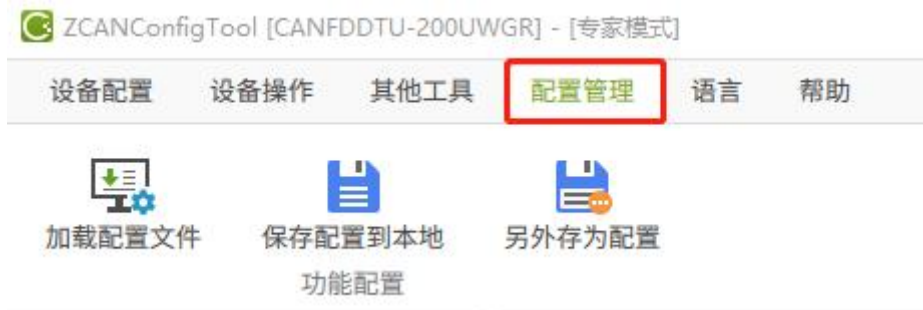 ZCANConfigTool [CANFDDTU-200UWGR] - [专家模式]
设备配置 设备操作 其他工具 配置管理 语言 帮助
加载配置文件 保存配置到本地 另外存为配置
功能配置